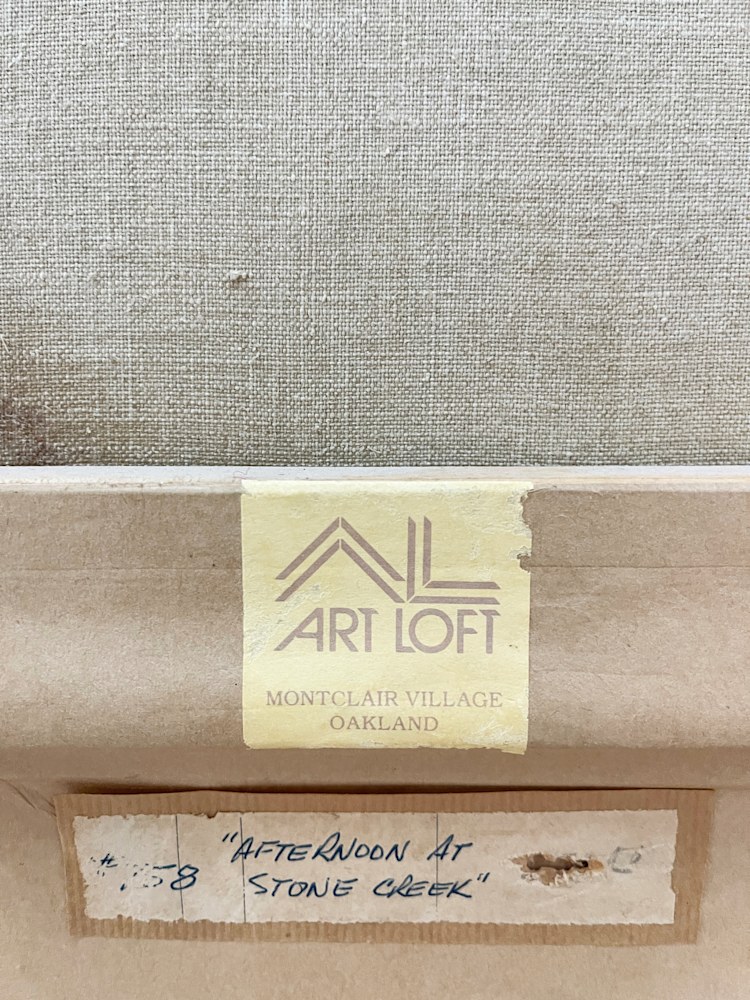 AL
ART LOFT
MONTCLAIR VILLAGE
OAKLAND
"AFTERNOON AT
STONE CREEK"